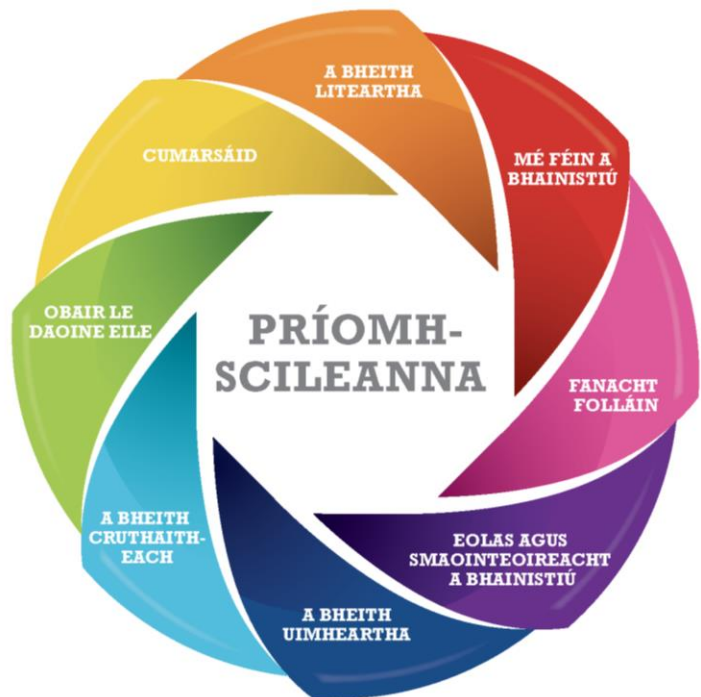 A BHEITH
LITEARTHA
MÉ FÉIN A
BHAINISTIÚ
FANACHT
FOLLÁIN
EOLAS AGUS
SMAOINTEOIREACHT
A BHAINISTIÚ
A BHEITH
UIMHEARTHA
A BHEITH
CRUTHAITH-
EACH
OBAIR LE
DAOINE EILE
CUMARSÁID
PRÍOMH-
SCILEANNA